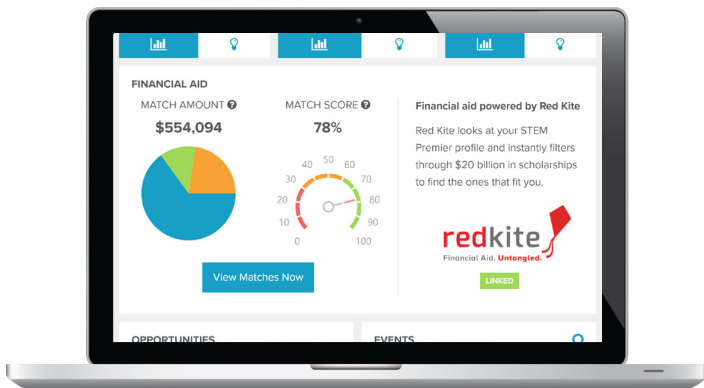 FINANCIAL AID
MATCH AMOUNT ?
$554,094
MATCH SCORE ?
78%
0
10
20
30
40
50
60
70
80
90
100
View Matches Now
Financial aid powered by Red Kite
Red Kite looks at your STEM
Premier profile and instantly filters
through $20 billion in scholarships
to find the ones that fit you.
redkite
Financial Aid. Untangled.
LINKED
OPPORTUNITIES
EVENTS